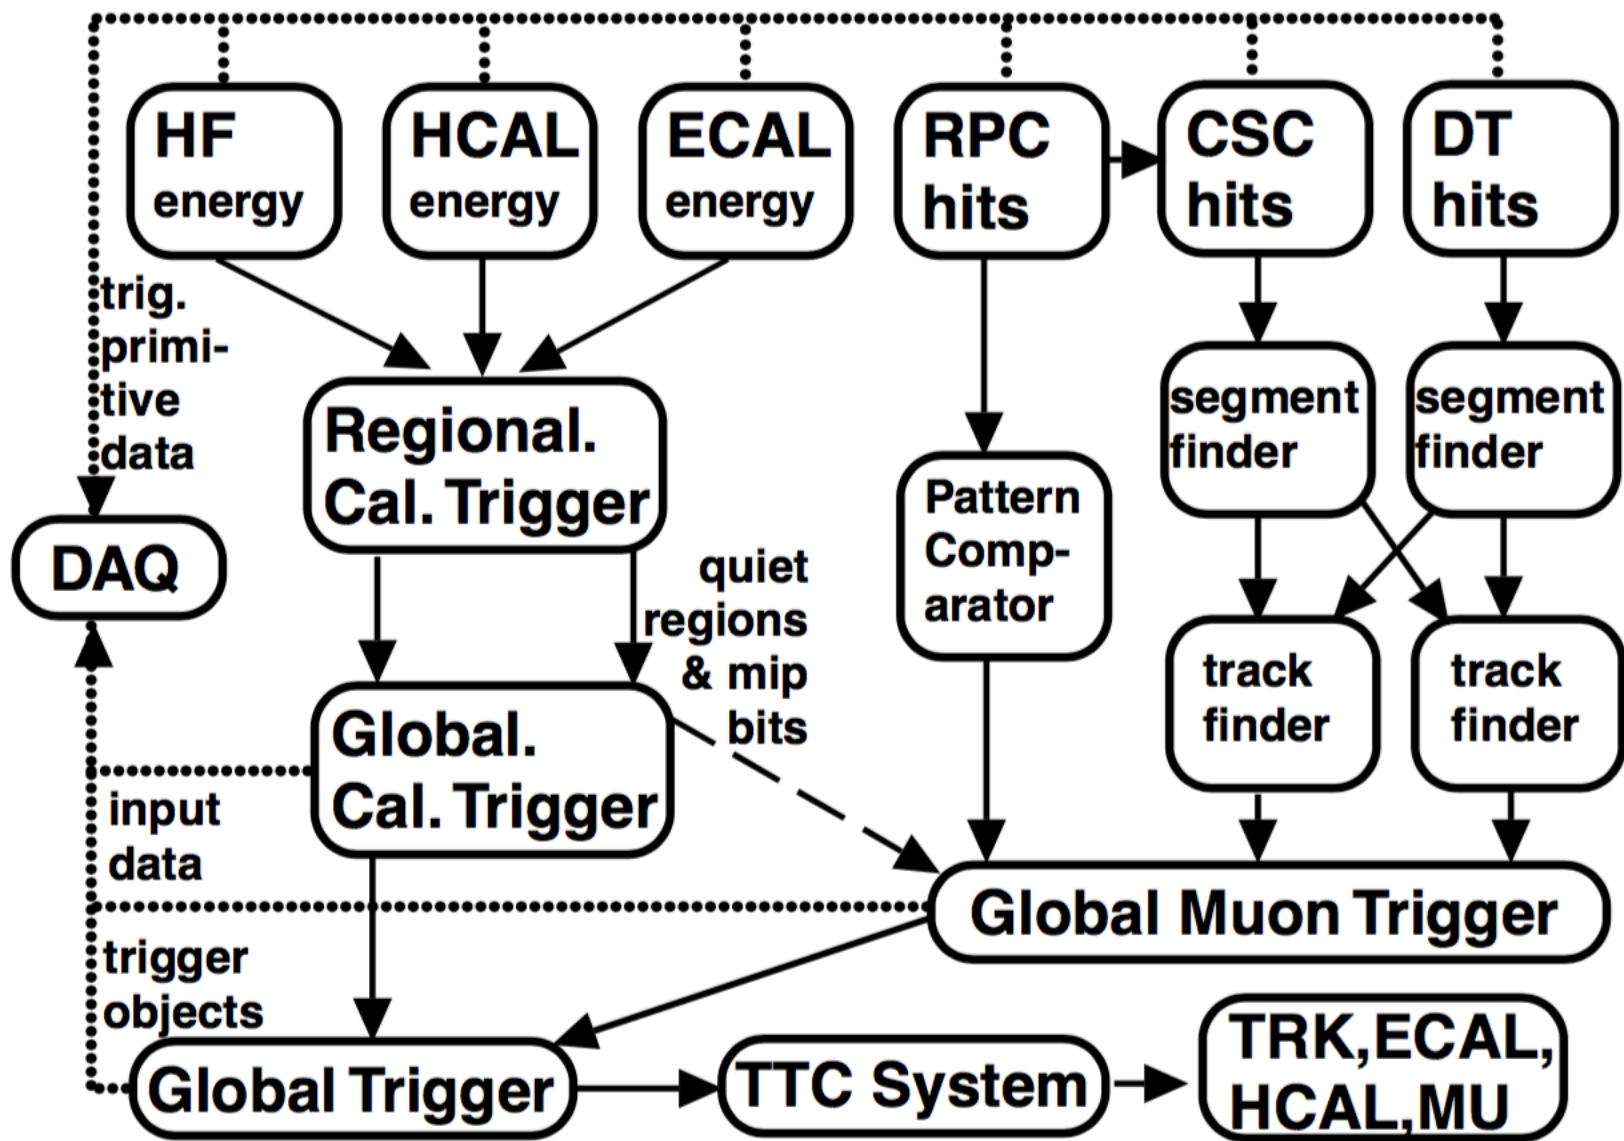 HF
energy
HCAL
energy
ECAL
energy
RPC
hits
CSC
hits
DT
hits
trig.
primi-
tive
data
Regional.
Cal. Trigger
segment
finder
segment
finder
Pattern
Comp-
arator
DAQ
quiet
regions
& mip
bits
track
finder
track
finder
Global.
Cal. Trigger
input
data
Global Muon Trigger
trigger
objects
Global Trigger
TTC System
TRK,ECAL,
HCAL,MU